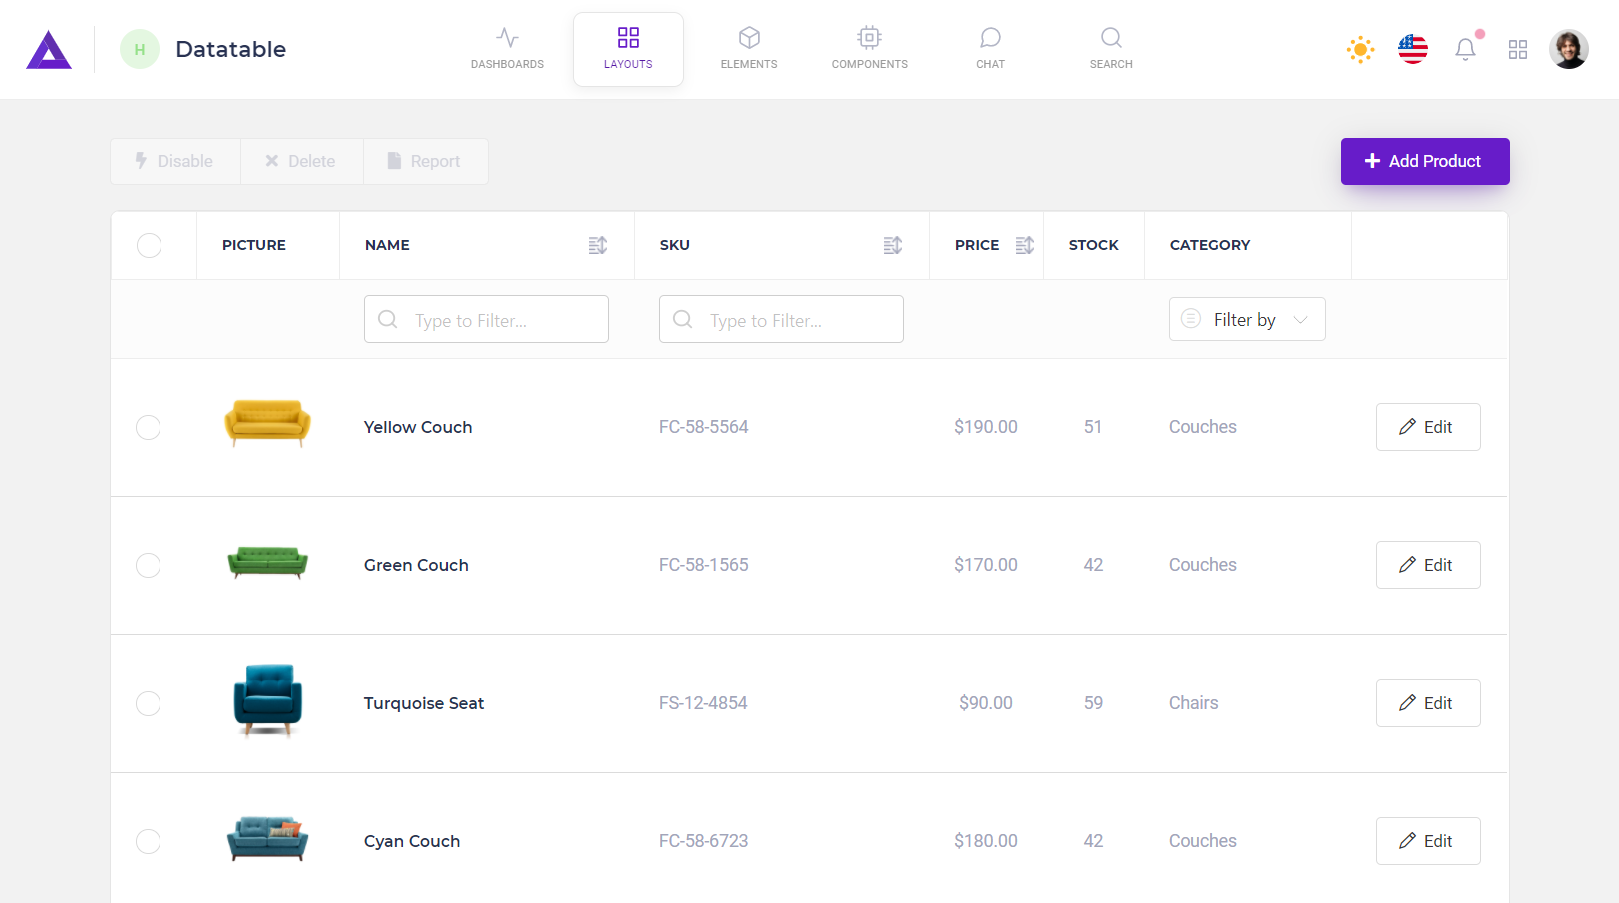 H Datatable
DASHBOARDS LAYOUTS ELEMENTS COMPONENTS CHAT SEARCH
Disable Delete Report Add Product
PICTURE NAME SKU PRICE STOCK CATEGORY
Type to Filter... Type to Filter... Filter by
Yellow Couch FC-58-5564 $190.00 51 Couches Edit
Green Couch FC-58-1565 $170.00 42 Couches Edit
Turquoise Seat FS-12-4854 $90.00 59 Chairs Edit
Cyan Couch FC-58-6723 $180.00 42 Couches Edit